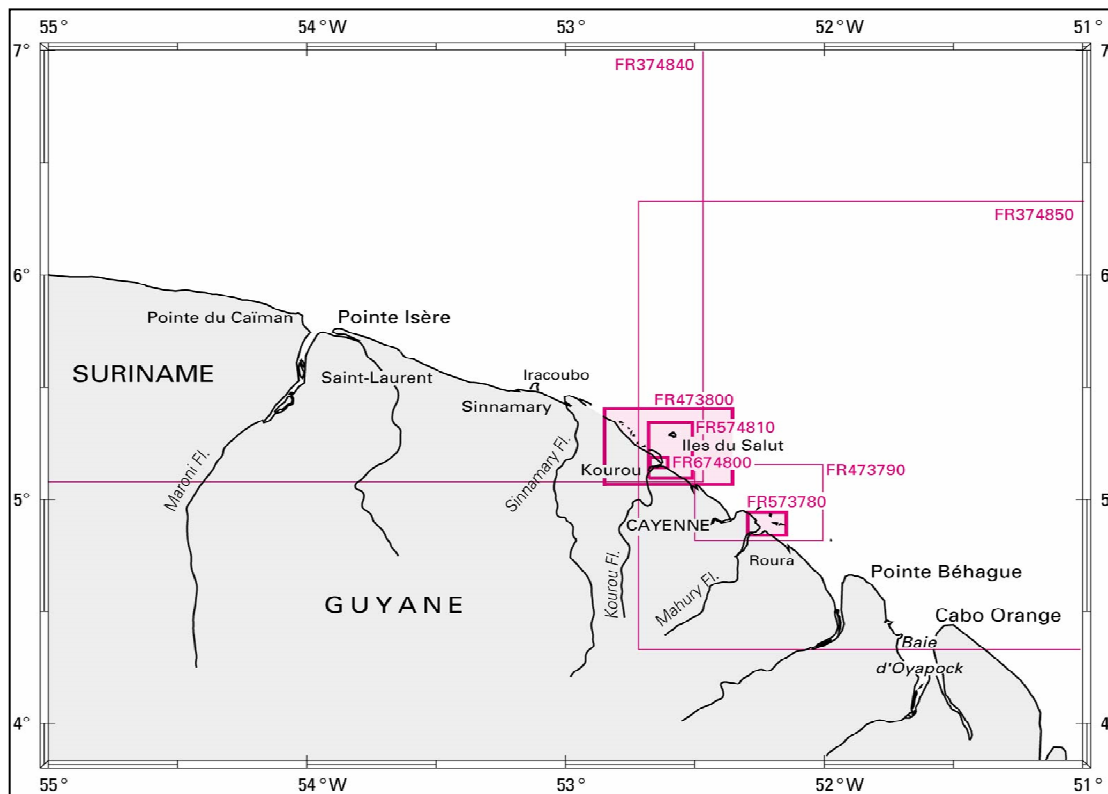 55°
54°W
53°
52°W
51°
7°
7°
FR374840
FR374850
6°
6°
Pointe du Caïman
Pointe Isère
SURINAME
Saint-Laurent
Iracoubo
Sinnamary
FR473800
FR574810
Iles du Salut
Maroni Fl.
Sinnamary Fl.
Kourou
FR674800
FR473790
5°
5°
FR573780
CAYENNE
Roura
Kourou Fl.
Mahury Fl.
Pointe Béhague
GUYANE
Cabo Orange
Baie
d'Oyapock
4°
4°
55°
54°W
53°
52°W
51°